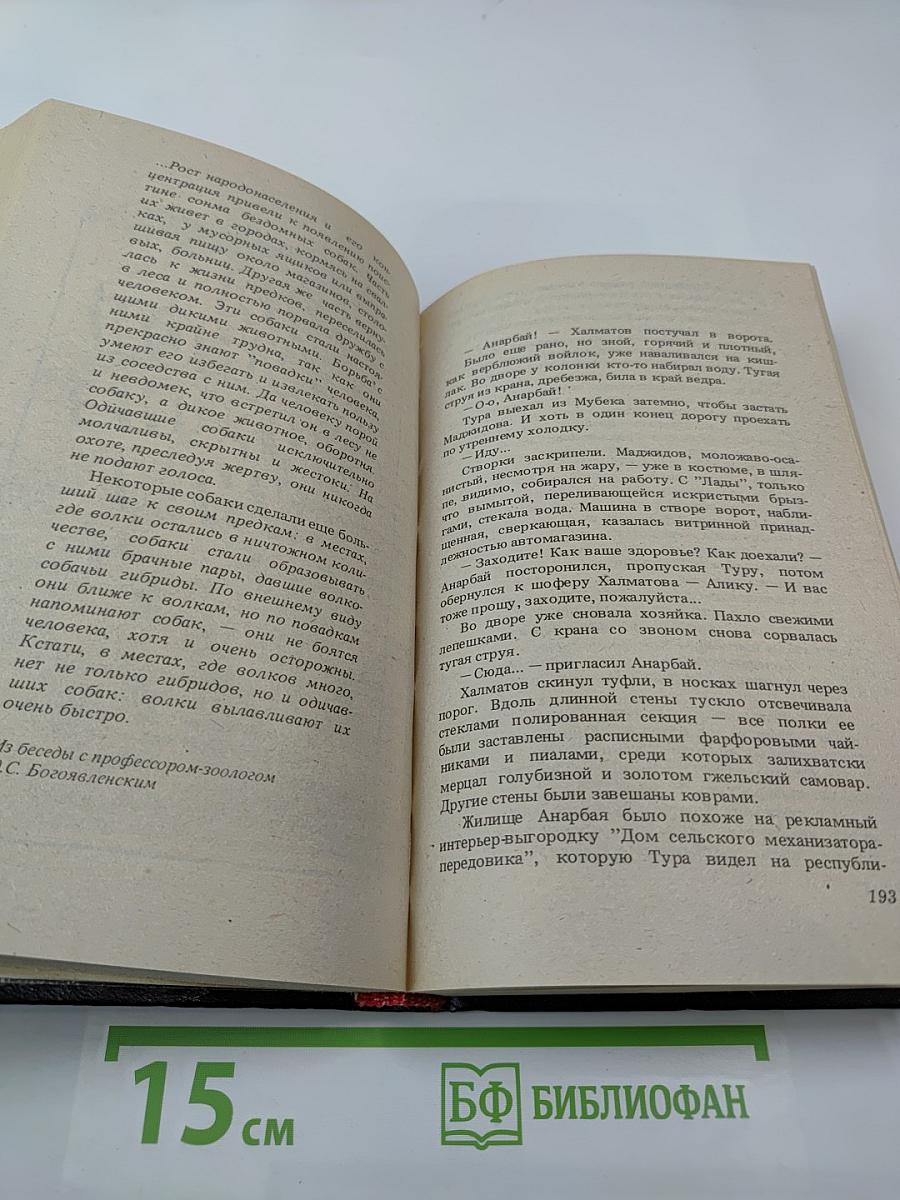 ...Рост народонаселения и его кон-
центрация привели к появлению поис-
тине сонма бездомных собак. Часть
их живет в городах, кормясь на свал-
ках, у мусорных ящиков или выпра-
шивая пищу около магазинов, столо-
вых, больниц. Другая же часть верну-
лась к жизни предков, переселилась
в леса и полностью порвала дружбу с
человеком. Эти собаки стали настоя-
щими дикими животными. Борьба с
ними крайне трудна, так как они
прекрасно знают "повадки" человека,
умеют его избегать и извлекать пользу
из соседства с ним. Да человеку порой
и невдомек, что встретил он в лесу не
собаку, а дикое животное, оборотня.
Одичавшие собаки исключительно
молчаливы, скрытны и жестоки. На
охоте, преследуя жертву, они никогда
не подают голоса.
Некоторые собаки сделали еще боль-
ший шаг к своим предкам: в местах,
где волки остались в ничтожном коли-
честве, собаки стали образовывать
с ними брачные пары, давшие волко-
собачьи гибриды. По внешнему виду
они ближе к волкам, но по повадкам
напоминают собак, — они не боятся
человека, хотя и очень осторожны.
Кстати, в местах, где волков много,
нет не только гибридов, но и одичав-
ших собак: волки вылавливают их
очень быстро.
Из беседы с профессором-зоологом
С. Богоявленским
— Анарбай! — Халматов постучал в ворота.
Было еще рано, но зной, горячий и плотный,
как верблюжий войлок, уже наваливался на киш-
лак. Во дворе у колонки кто-то набирал воду. Тугая
струя из крана, дребезжа, била в край ведра.
— О-о, Анарбай!
Тура выехал из Мубека затемно, чтобы застать
Маджидова. И хоть в один конец дорогу проехать
по утреннему холодку.
— Иду...
Створки заскрипели. Маджидов, моложаво-оса-
нистый, несмотря на жару, — уже в костюме, в шля-
пе, видимо, собирался на работу. С "Лады", только
что вымытой, переливающейся искристыми брыз-
гами, стекала вода. Машина в створе ворот, набли-
щенная, сверкающая, казалась витринной принад-
лежностью автомагазина.
— Заходите! Как ваше здоровье? Как доехали? —
Анарбай посторонился, пропуская Туру, потом
обернулся к шоферу Халматова — Алику. — И вас
тоже прошу, заходите, пожалуйста...
Во дворе уже сновала хозяйка. Пахло свежими
лепешками. С крана со звоном снова сорвалась
тугая струя.
— Сюда... — пригласил Анарбай.
Халматов скинул туфли, в носках шагнул через
порог. Вдоль длинной стены тускло отсвечивала
стеклами полированная секция — все полки ее
были заставлены расписными фарфоровыми чай-
никами и пиалами, среди которых залихватски
мерцал голубизной и золотом гжельский самовар.
Другие стены были завешаны коврами.
Жилище Анарбая было похоже на рекламный
интерьер-выгородку "Дом сельского механизатора-
передовика", которую Тура видел на республи-
193
15 см
БФ БИБЛИОФАН